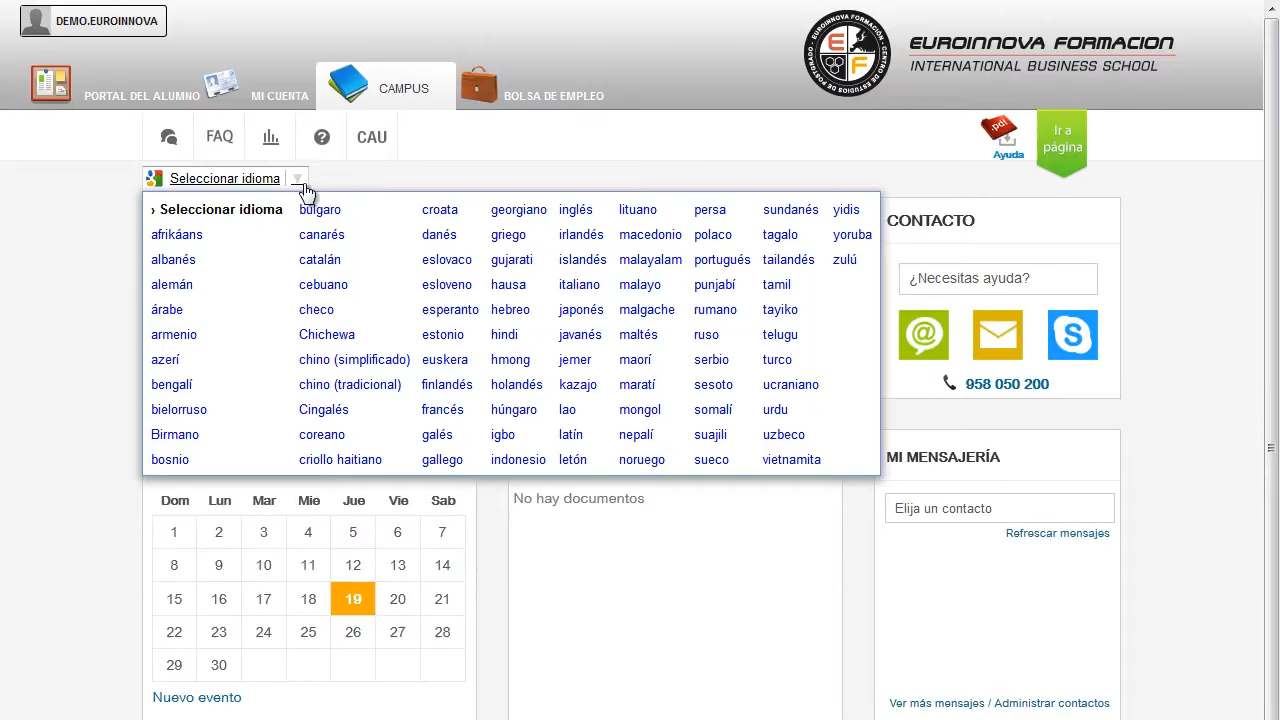 DEMO.EUROINNOVA
PORTAL DEL ALUMNO
MI CUENTA
CAMPUS
BOLSA DE EMPLEO
CENTRO DE ESTUDIOS DE POSTGRADO
EUROINNOVA FORMACIÓN
E
F
EUROINNOVA FORMACION
INTERNATIONAL BUSINESS SCHOOL
FAQ
?
CAU
.pdf
Ayuda
Ir a
página
Seleccionar idioma
› Seleccionar idioma búlgaro croata georgiano inglés lituano persa sundanés yidis
afrikáans canarés danés griego irlandés macedonio polaco tagalo yoruba
albanés catalán eslovaco gujarati islandés malayalam portugués tailandés zulú
alemán cebuano esloveno hausa italiano malayo punjabí tamil
árabe checo esperanto hebreo japonés malgache rumano tayiko
armenio Chichewa estonio hindi javanés maltés ruso telugu
azerí chino (simplificado) euskera hmong jemer maorí serbio turco
bengalí chino (tradicional) finlandés holandés kazajo maratí sesoto ucraniano
bielorruso Cingalés francés húngaro lao mongol somalí urdu
Birmano coreano galés igbo latín nepalí suajili uzbeco
bosnio criollo haitiano gallego indonesio letón noruego sueco vietnamita
CONTACTO
¿Necesitas ayuda?
@
S
958 050 200
Dom Lun Mar Mie Jue Vie Sab
1 2 3 4 5 6 7
8 9 10 11 12 13 14
15 16 17 18 19 20 21
22 23 24 25 26 27 28
29 30
Nuevo evento
No hay documentos
MI MENSAJERÍA
Elija un contacto
Refrescar mensajes
Ver más mensajes / Administrar contactos